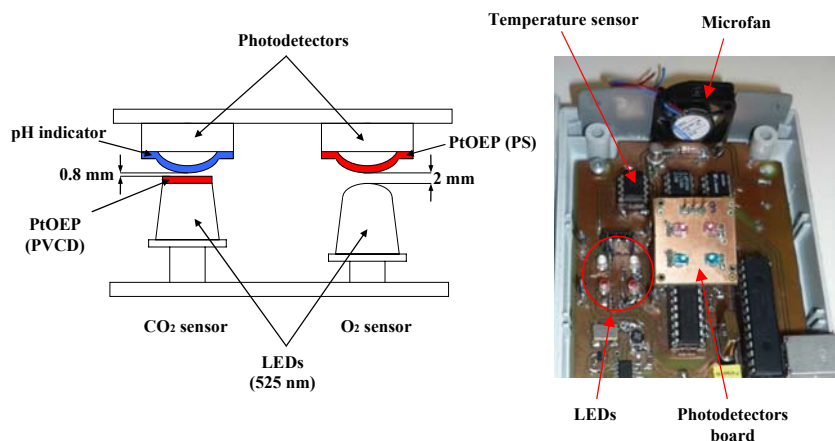 Photodetectors
pH indicator
PtOEP (PS)
0.8 mm
2 mm
PtOEP
(PVCD)
CO₂ sensor
O₂ sensor
LEDs
(525 nm)
Temperature sensor
Microfan
LEDs
Photodetectors
board